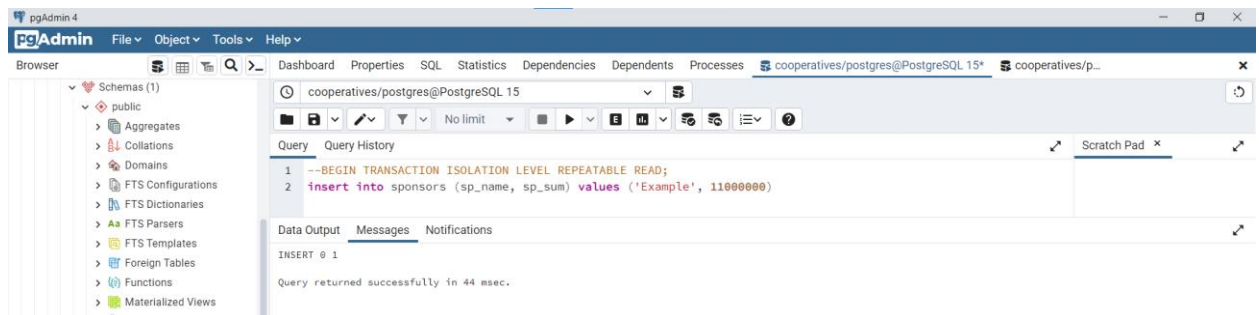 pgAdmin 4
pgAdmin File Object Tools Help
Browser Dashboard Properties SQL Statistics Dependencies Dependents Processes cooperatives/postgres@PostgreSQL 15* cooperatives/p...
Schemas (1)
public
Aggregates
Collations
Domains
FTS Configurations
FTS Dictionaries
FTS Parsers
FTS Templates
Foreign Tables
Functions
Materialized Views
cooperatives/postgres@PostgreSQL 15
No limit
Query Query History Scratch Pad
1 --BEGIN TRANSACTION ISOLATION LEVEL REPEATABLE READ;
2 insert into sponsors (sp_name, sp_sum) values ('Example', 11000000)
Data Output Messages Notifications
INSERT 0 1
Query returned successfully in 44 msec.